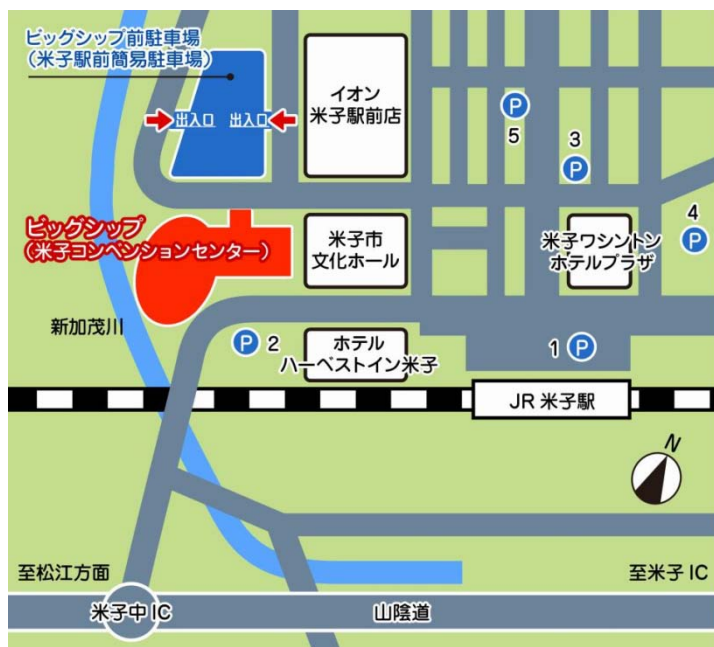 ビッグシップ前駐車場
（米子駅前簡易駐車場）
出入口 出入口
イオン
米子駅前店
P
5
3
P
4
P
ビッグシップ
（米子コンベンションセンター）
米子市
文化ホール
米子ワシントン
ホテルプラザ
新加茂川
P 2
ホテル
ハーベストイン米子
1 P
JR 米子駅
N
至松江方面
至米子 IC
米子中 IC
山陰道